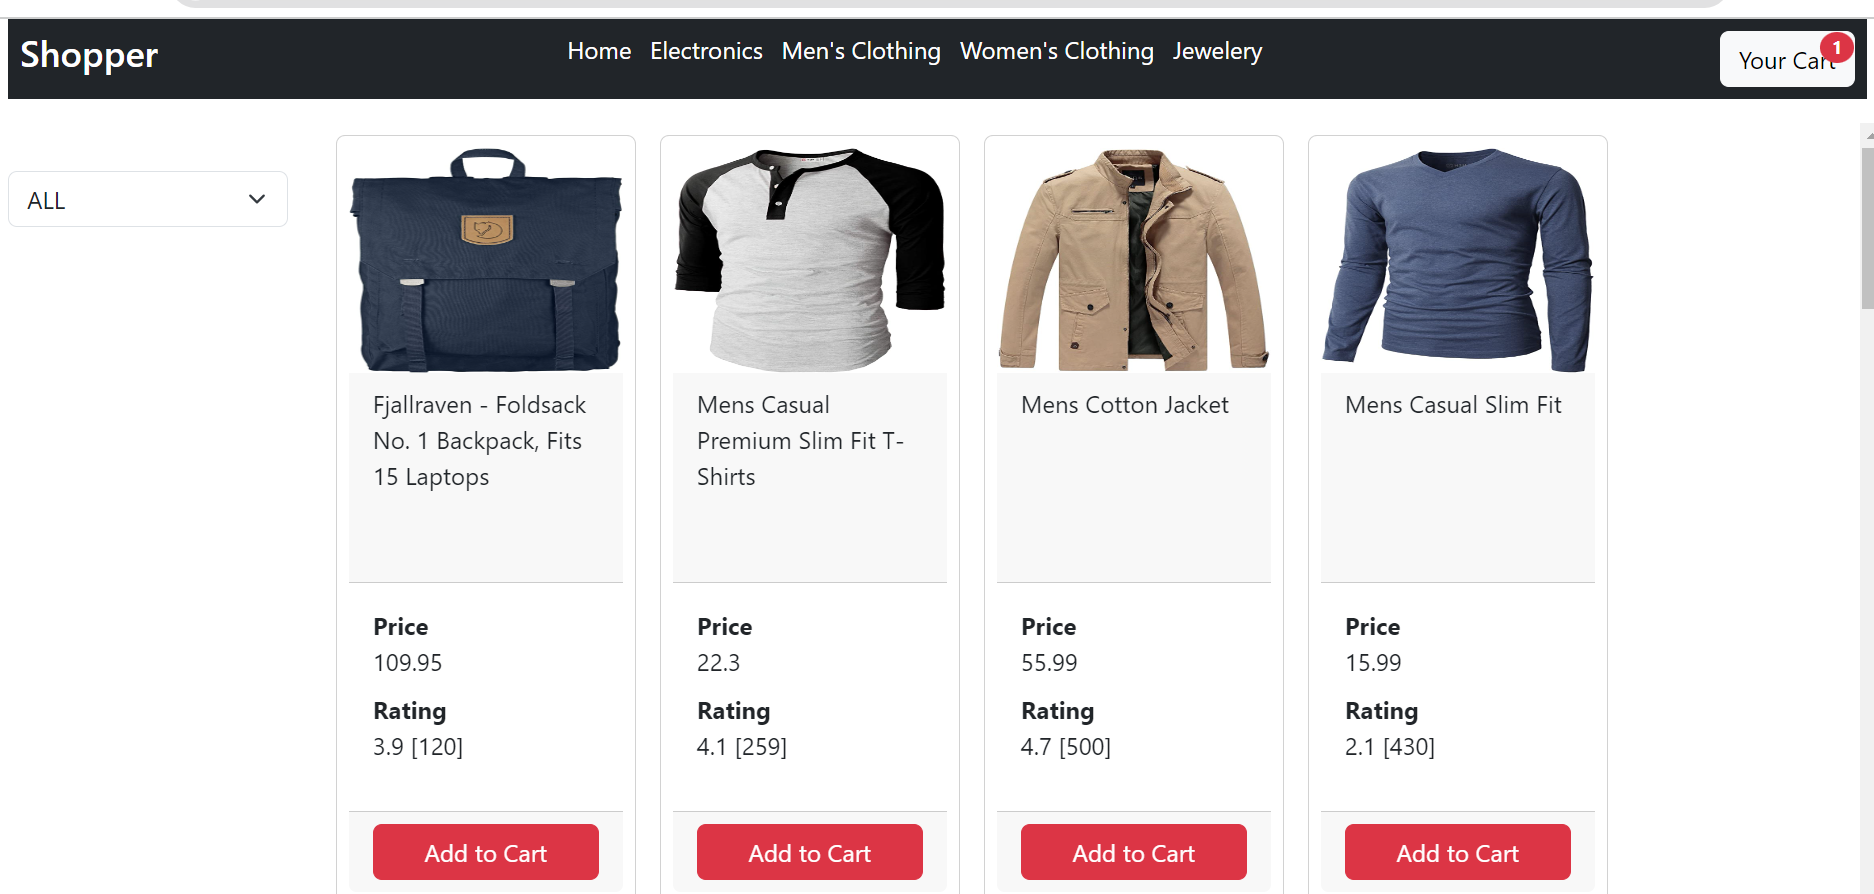 Shopper
Home Electronics Men's Clothing Women's Clothing Jewelery
Your Cart
1
ALL
Fjallraven - Foldsack
No. 1 Backpack, Fits
15 Laptops
Price
109.95
Rating
3.9 [120]
Add to Cart
Mens Casual
Premium Slim Fit T-
Shirts
Price
22.3
Rating
4.1 [259]
Add to Cart
Mens Cotton Jacket
Price
55.99
Rating
4.7 [500]
Add to Cart
Mens Casual Slim Fit
Price
15.99
Rating
2.1 [430]
Add to Cart